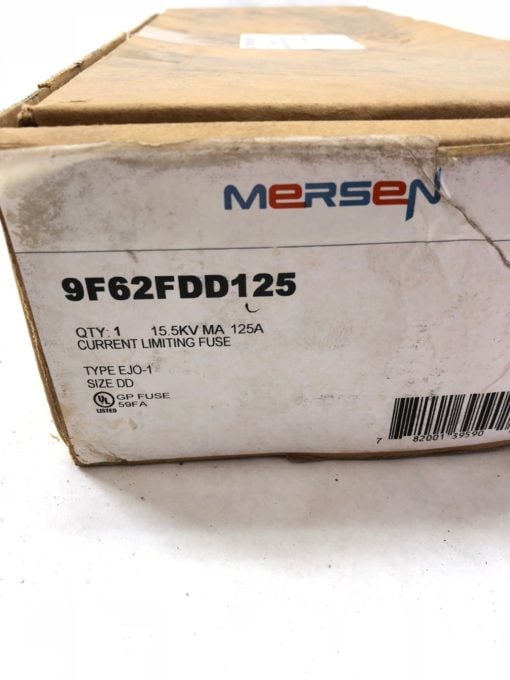 MERSEN
9F62FDD125
QTY: 1 15.5KV MA 125A
CURRENT LIMITING FUSE
TYPE EJO-1
SIZE DD
UL GP FUSE
LISTED 59FA
7 82001 39590